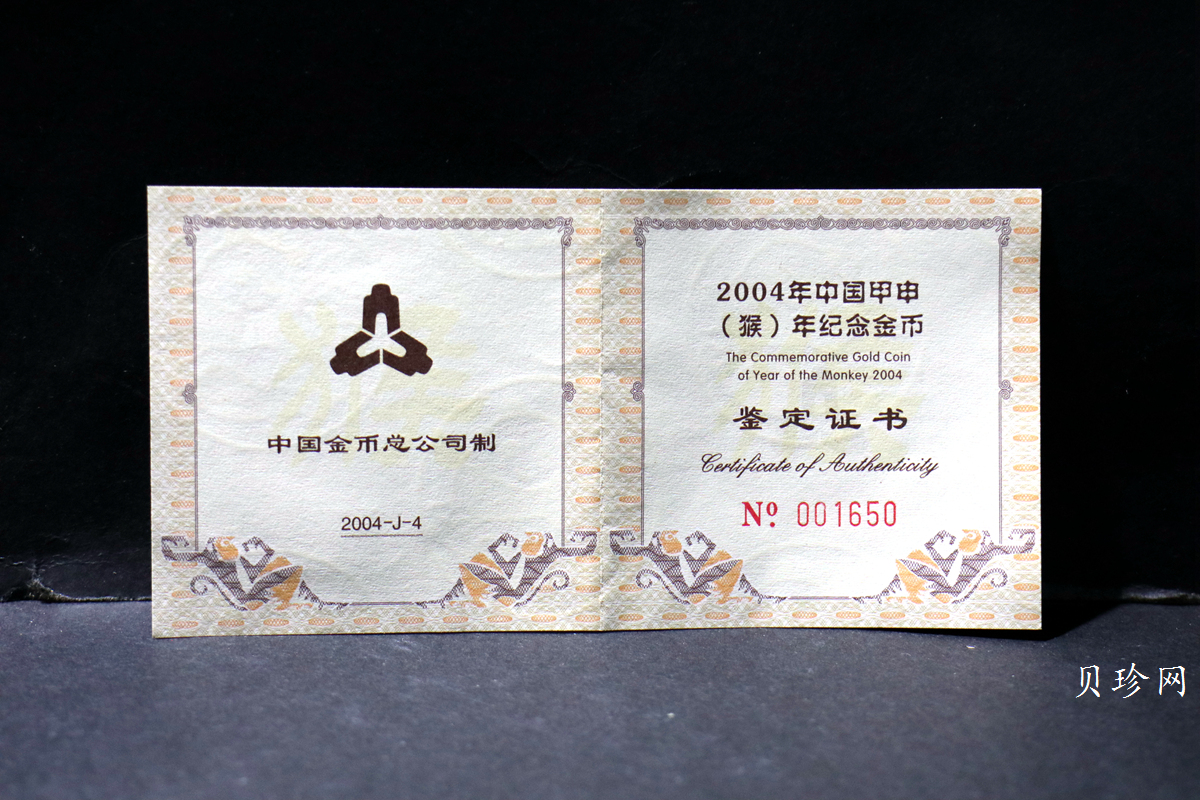 中国金币总公司制
2004-J-4
2004年中国甲申
（猴）年纪念金币
The Commemorative Gold Coin
of Year of the Monkey 2004
鉴定证书
Certificate of Authenticity
Nº 001650
贝珍网